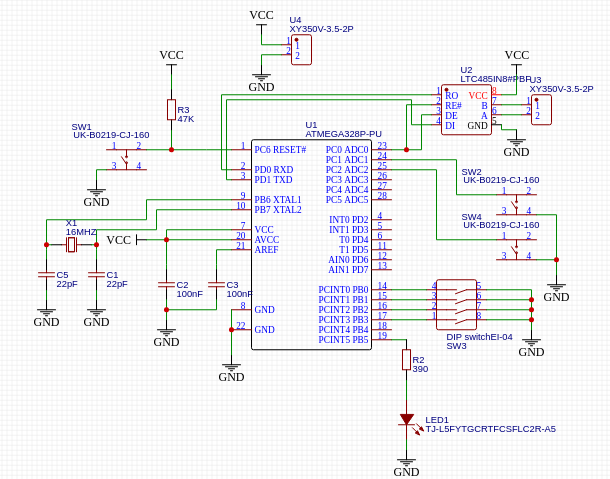 VCC
U4
XY350V-3.5-2P
1 1
2 2
GND
VCC
R3
47K
SW1
UK-B0219-CJ-160
1 2
3 4
GND
U1
ATMEGA328P-PU
1 PC6 RESET#
2 PD0 RXD
3 PD1 TXD
9 PB6 XTAL1
10 PB7 XTAL2
7 VCC
20 AVCC
21 AREF
8 GND
22 GND
PC0 ADC0 23
PC1 ADC1 24
PC2 ADC2 25
PC3 ADC3 26
PC4 ADC4 27
PC5 ADC5 28
INT0 PD2 4
INT1 PD3 5
T0 PD4 6
T1 PD5 11
AIN0 PD6 12
AIN1 PD7 13
PCINT0 PB0 14
PCINT1 PB1 15
PCINT2 PB2 16
PCINT3 PB3 17
PCINT4 PB4 18
PCINT5 PB5 19
VCC
U2
LTC485IN8#PBF
1 RO VCC 8
2 RE# B 7
3 DE A 6
4 DI GND 5
U3
XY350V-3.5-2P
1 1
2 2
GND
SW2
UK-B0219-CJ-160
1 2
3 4
SW4
UK-B0219-CJ-160
1 2
3 4
GND
X1
16MHZ
VCC
C5
22pF
C1
22pF
GND
GND
C2
100nF
C3
100nF
GND
GND
4 5
3 6
2 7
1 8
DIP switchEI-04
SW3
GND
R2
390
LED1
TJ-L5FYTGCRTFCSFLC2R-A5
GND